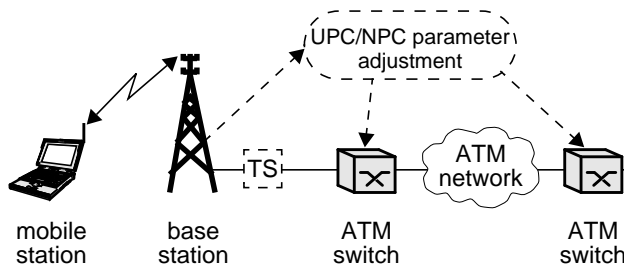 UPC/NPC parameter
adjustment
TS
ATM
network
mobile
station
base
station
ATM
switch
ATM
switch